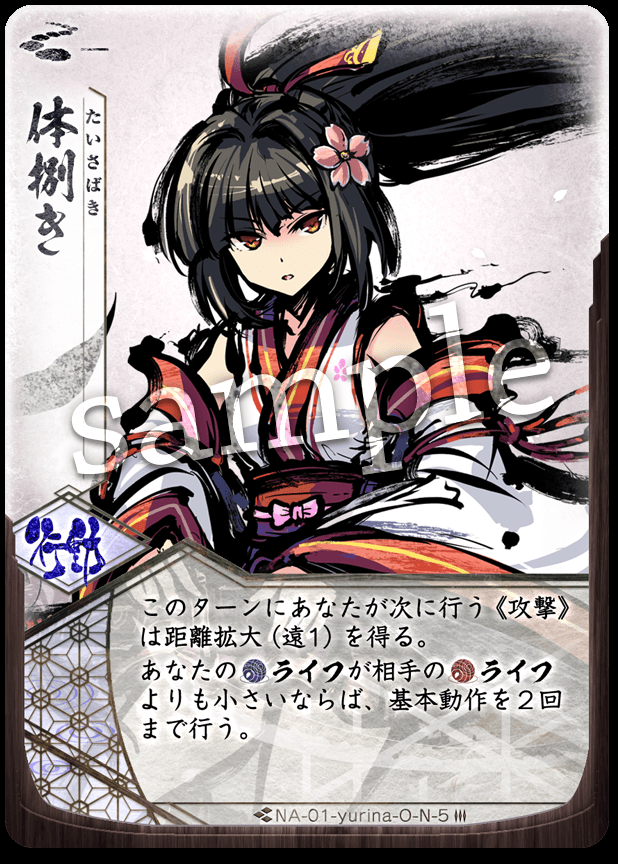 体捌き
たいさばき
sample
行動
このターンにあなたが次に行う《攻撃》
は距離拡大（遠1）を得る。
あなたのライフが相手のライフ
よりも小さいならば、基本動作を２回
まで行う。
NA-01-yurina-O-N-5